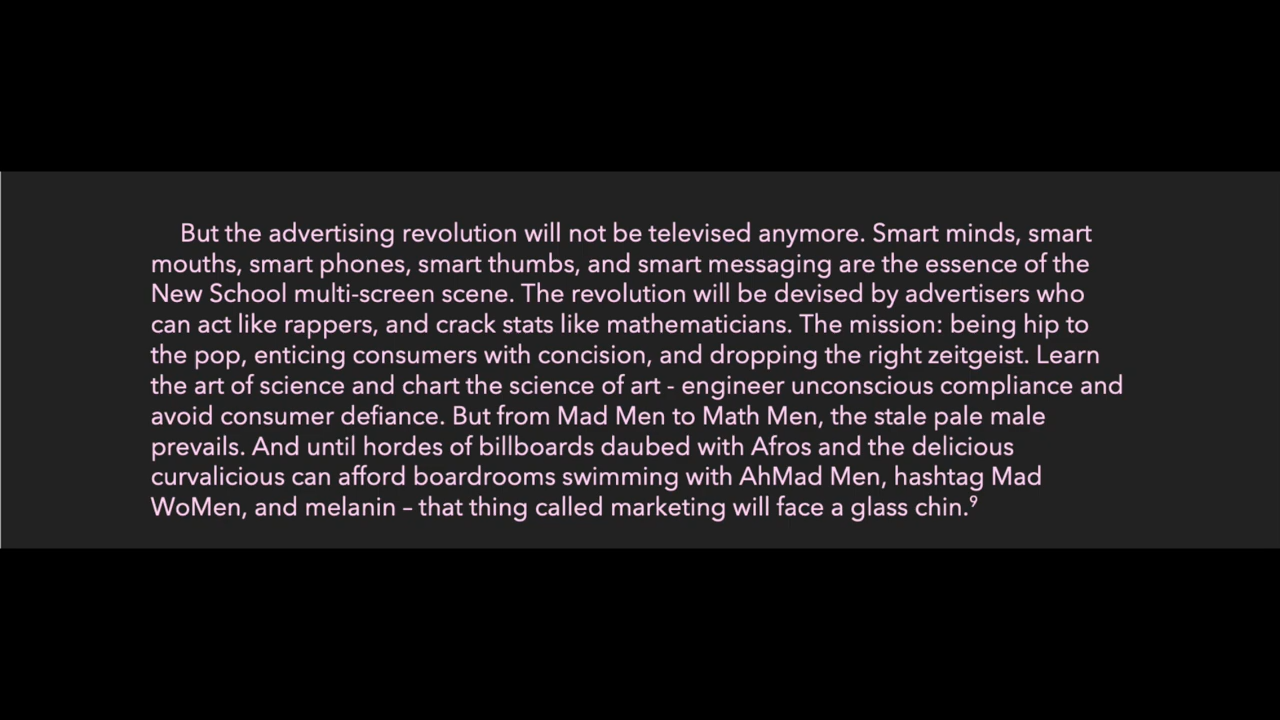 But the advertising revolution will not be televised anymore. Smart minds, smart
mouths, smart phones, smart thumbs, and smart messaging are the essence of the
New School multi-screen scene. The revolution will be devised by advertisers who
can act like rappers, and crack stats like mathematicians. The mission: being hip to
the pop, enticing consumers with concision, and dropping the right zeitgeist. Learn
the art of science and chart the science of art - engineer unconscious compliance and
avoid consumer defiance. But from Mad Men to Math Men, the stale pale male
prevails. And until hordes of billboards daubed with Afros and the delicious
curvalicious can afford boardrooms swimming with AhMad Men, hashtag Mad
WoMen, and melanin – that thing called marketing will face a glass chin.⁹